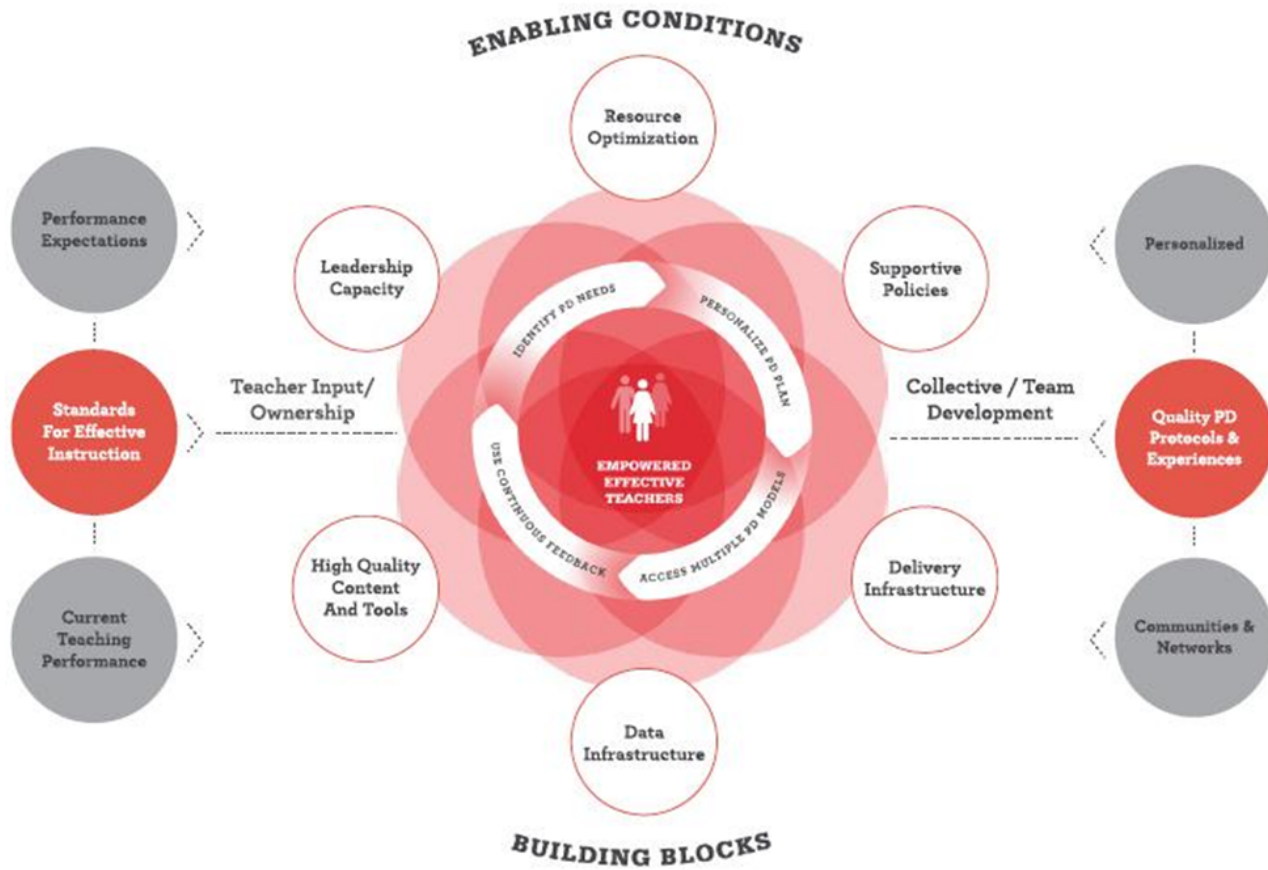 ENABLING CONDITIONS
Resource
Optimization
Performance
Expectations
Leadership
Capacity
Supportive
Policies
Personalized
IDENTIFY PD NEEDS
PERSONALIZE PD PLAN
Standards
For Effective
Instruction
Teacher Input/
Ownership
EMPOWERED
EFFECTIVE
TEACHERS
Collective / Team
Development
Quality PD
Protocols &
Experiences
USE CONTINUOUS FEEDBACK
ACCESS MULTIPLE PD MODELS
High Quality
Content
And Tools
Delivery
Infrastructure
Current
Teaching
Performance
Communities &
Networks
Data
Infrastructure
BUILDING BLOCKS